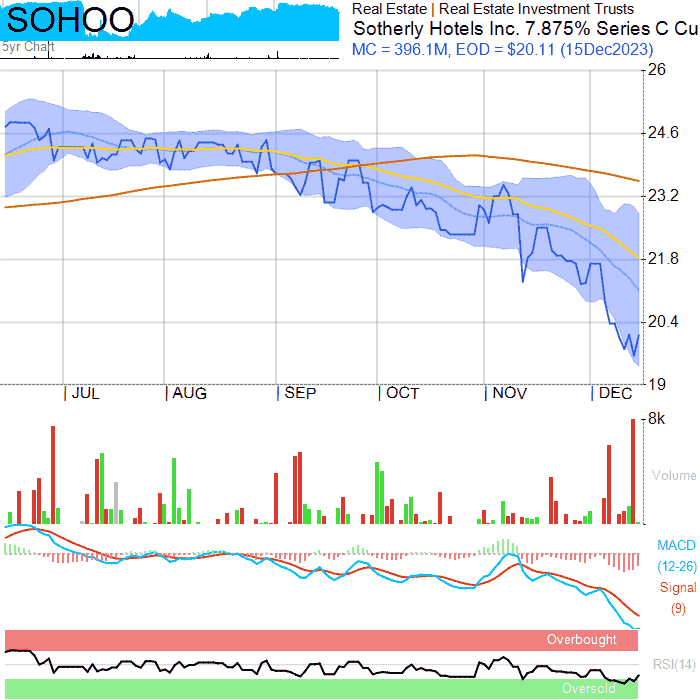 SOHOO
5yr Chart
Real Estate | Real Estate Investment Trusts
Sotherly Hotels Inc. 7.875% Series C Cu
MC = 396.1M, EOD = $20.11 (15Dec2023)
26
24.6
23.2
21.8
20.4
19
JUL AUG SEP OCT NOV DEC
8k
Volume
MACD
(12-26)
Signal
(9)
Overbought
RSI(14)
Oversold